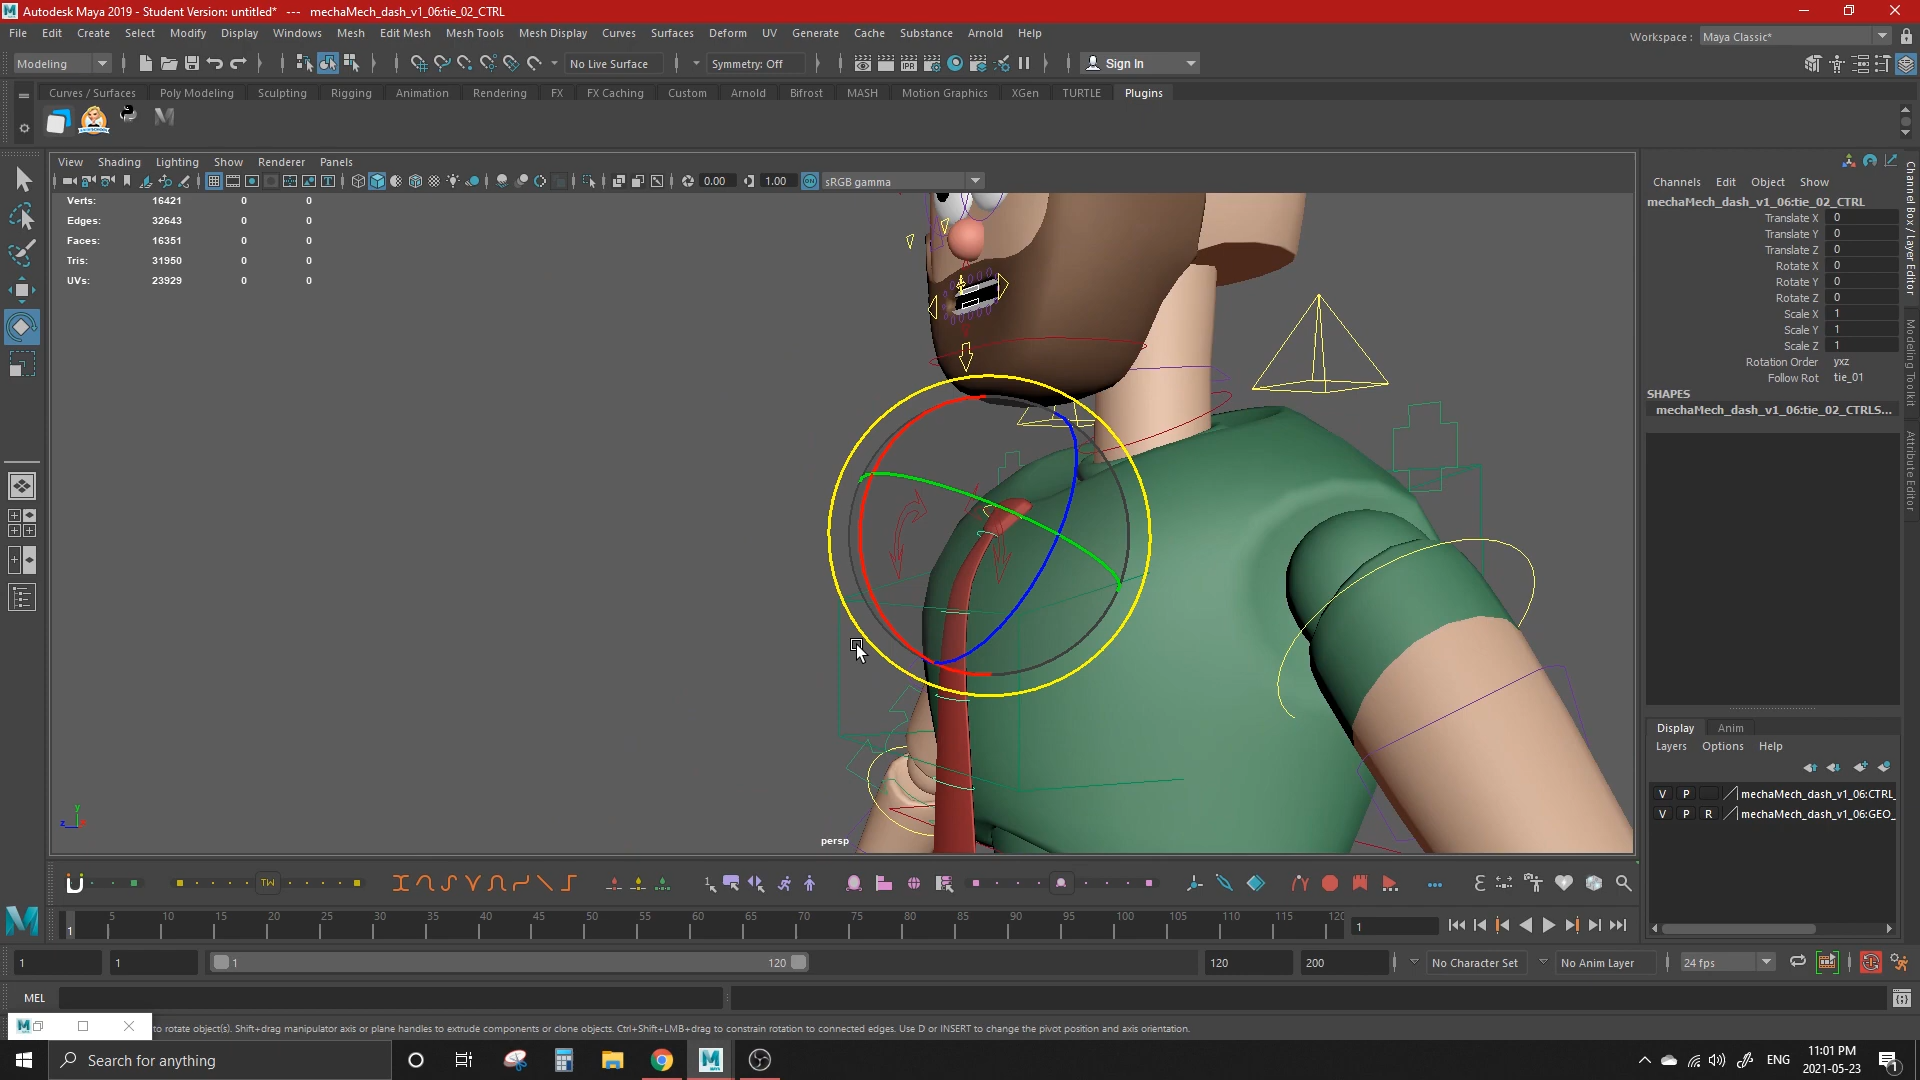 Autodesk Maya 2019 - Student Version: untitled* --- mechaMech_dash_v1_06:tie_02_CTRL
File Edit Create Select Modify Display Windows Mesh Edit Mesh Mesh Tools Mesh Display Curves Surfaces Deform UV Generate Cache Substance Arnold Help
Workspace : Maya Classic*
Modeling
No Live Surface
Symmetry: Off
Sign In
Curves / Surfaces Poly Modeling Sculpting Rigging Animation Rendering FX FX Caching Custom Arnold Bifrost MASH Motion Graphics XGen TURTLE Plugins
View Shading Lighting Show Renderer Panels
0.00 1.00 sRGB gamma
Verts: 16421 0 0
Edges: 32643 0 0
Faces: 16351 0 0
Tris: 31950 0 0
UVs: 23929 0 0
persp
Channels Edit Object Show
mechaMech_dash_v1_06:tie_02_CTRL
Translate X 0
Translate Y 0
Translate Z 0
Rotate X 0
Rotate Y 0
Rotate Z 0
Scale X 1
Scale Y 1
Scale Z 1
Rotation Order yxz
Follow Rot tie_01
SHAPES
mechaMech_dash_v1_06:tie_02_CTRLS...
Channel Box / Layer Editor
Modeling Toolkit
Attribute Editor
Display Anim
Layers Options Help
V P mechaMech_dash_v1_06:CTRL_
V P R mechaMech_dash_v1_06:GEO_
TW
1 5 10 15 20 25 30 35 40 45 50 55 60 65 70 75 80 85 90 95 100 105 110 115 120
1
1 1 1 120 120 200 No Character Set No Anim Layer 24 fps
MEL
to rotate object(s). Shift+drag manipulator axis or plane handles to extrude components or clone objects. Ctrl+Shift+LMB+drag to constrain rotation to connected edges. Use D or INSERT to change the pivot position and axis orientation.
Search for anything
ENG
11:01 PM
2021-05-23